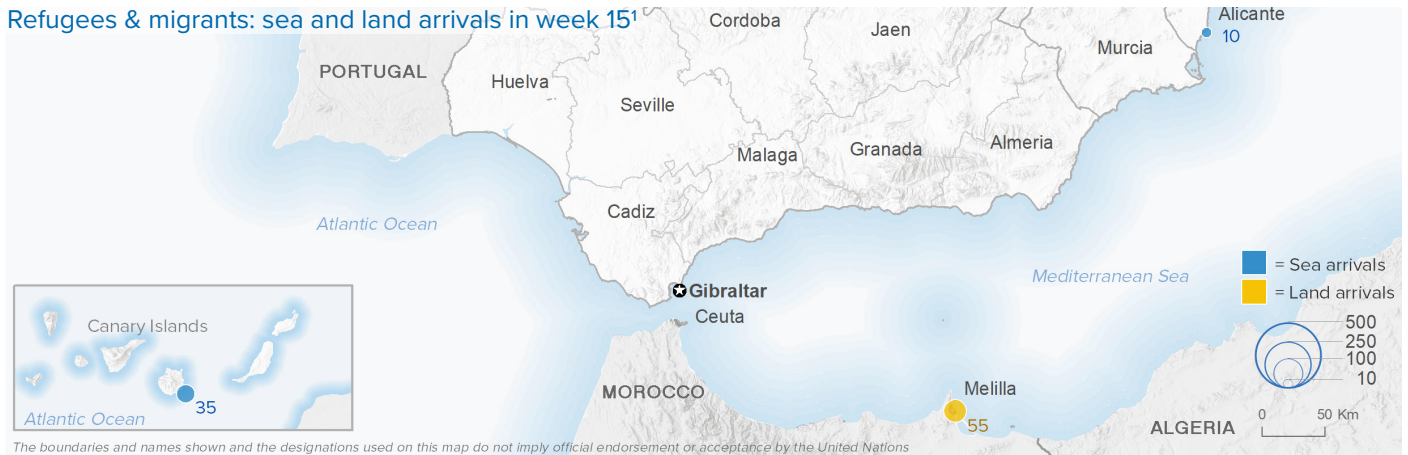 Refugees & migrants: sea and land arrivals in week 15¹
Cordoba
Alicante
10
Jaen
Murcia
PORTUGAL
Huelva
Seville
Malaga
Granada
Almeria
Cadiz
Atlantic Ocean
Mediterranean Sea
= Sea arrivals
= Land arrivals
Gibraltar
Ceuta
Canary Islands
35
Atlantic Ocean
MOROCCO
Melilla
55
500
250
100
10
0 50 Km
ALGERIA
The boundaries and names shown and the designations used on this map do not imply official endorsement or acceptance by the United Nations